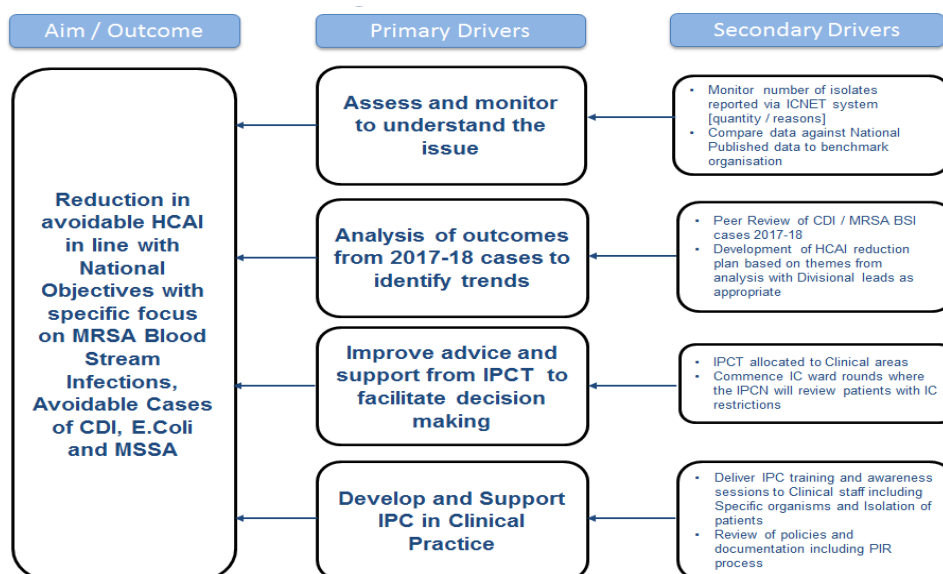 Aim / Outcome
Primary Drivers
Secondary Drivers
Reduction in
avoidable HCAI
in line with
National
Objectives with
specific focus
on MRSA Blood
Stream
Infections,
Avoidable Cases
of CDI, E.Coli
and MSSA
Assess and monitor
to understand the
issue
• Monitor number of isolates
reported via ICNET system
[quantity / reasons]
• Compare data against National
Published data to benchmark
organisation
Analysis of outcomes
from 2017-18 cases to
identify trends
• Peer Review of CDI / MRSA BSI
cases 2017-18
• Development of HCAI reduction
plan based on themes from
analysis with Divisional leads as
appropriate
Improve advice and
support from IPCT to
facilitate decision
making
• IPCT allocated to Clinical areas
• Commence IC ward rounds where
the IPCN will review patients with IC
restrictions
Develop and Support
IPC in Clinical
Practice
• Deliver IPC training and awareness
sessions to Clinical staff including
Specific organisms and Isolation of
patients
• Review of policies and
documentation including PIR
process